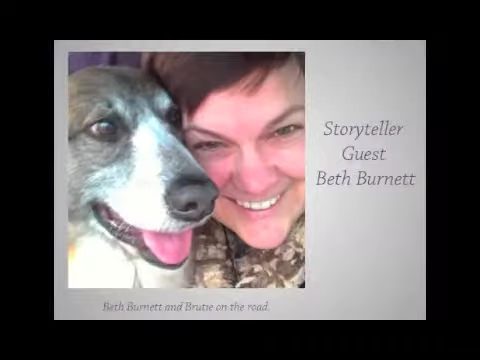 Storyteller
Guest
Beth Burnett
Beth Burnett and Brutie on the road.